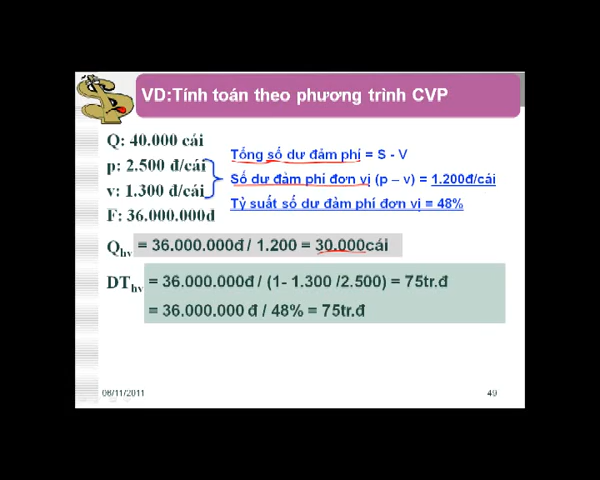 VD:Tính toán theo phương trình CVP
Q: 40.000 cái
p: 2.500 đ/cái
v: 1.300 đ/cái
F: 36.000.000đ
Tổng số dư đảm phí = S - V
Số dư đảm phí đơn vị (p – v) = 1.200đ/cái
Tỷ suất số dư đảm phí đơn vị = 48%
Qhv = 36.000.000đ / 1.200 = 30.000cái
DThv = 36.000.000đ / (1- 1.300 /2.500) = 75tr.đ
= 36.000.000 đ / 48% = 75tr.đ
06/11/2011
49